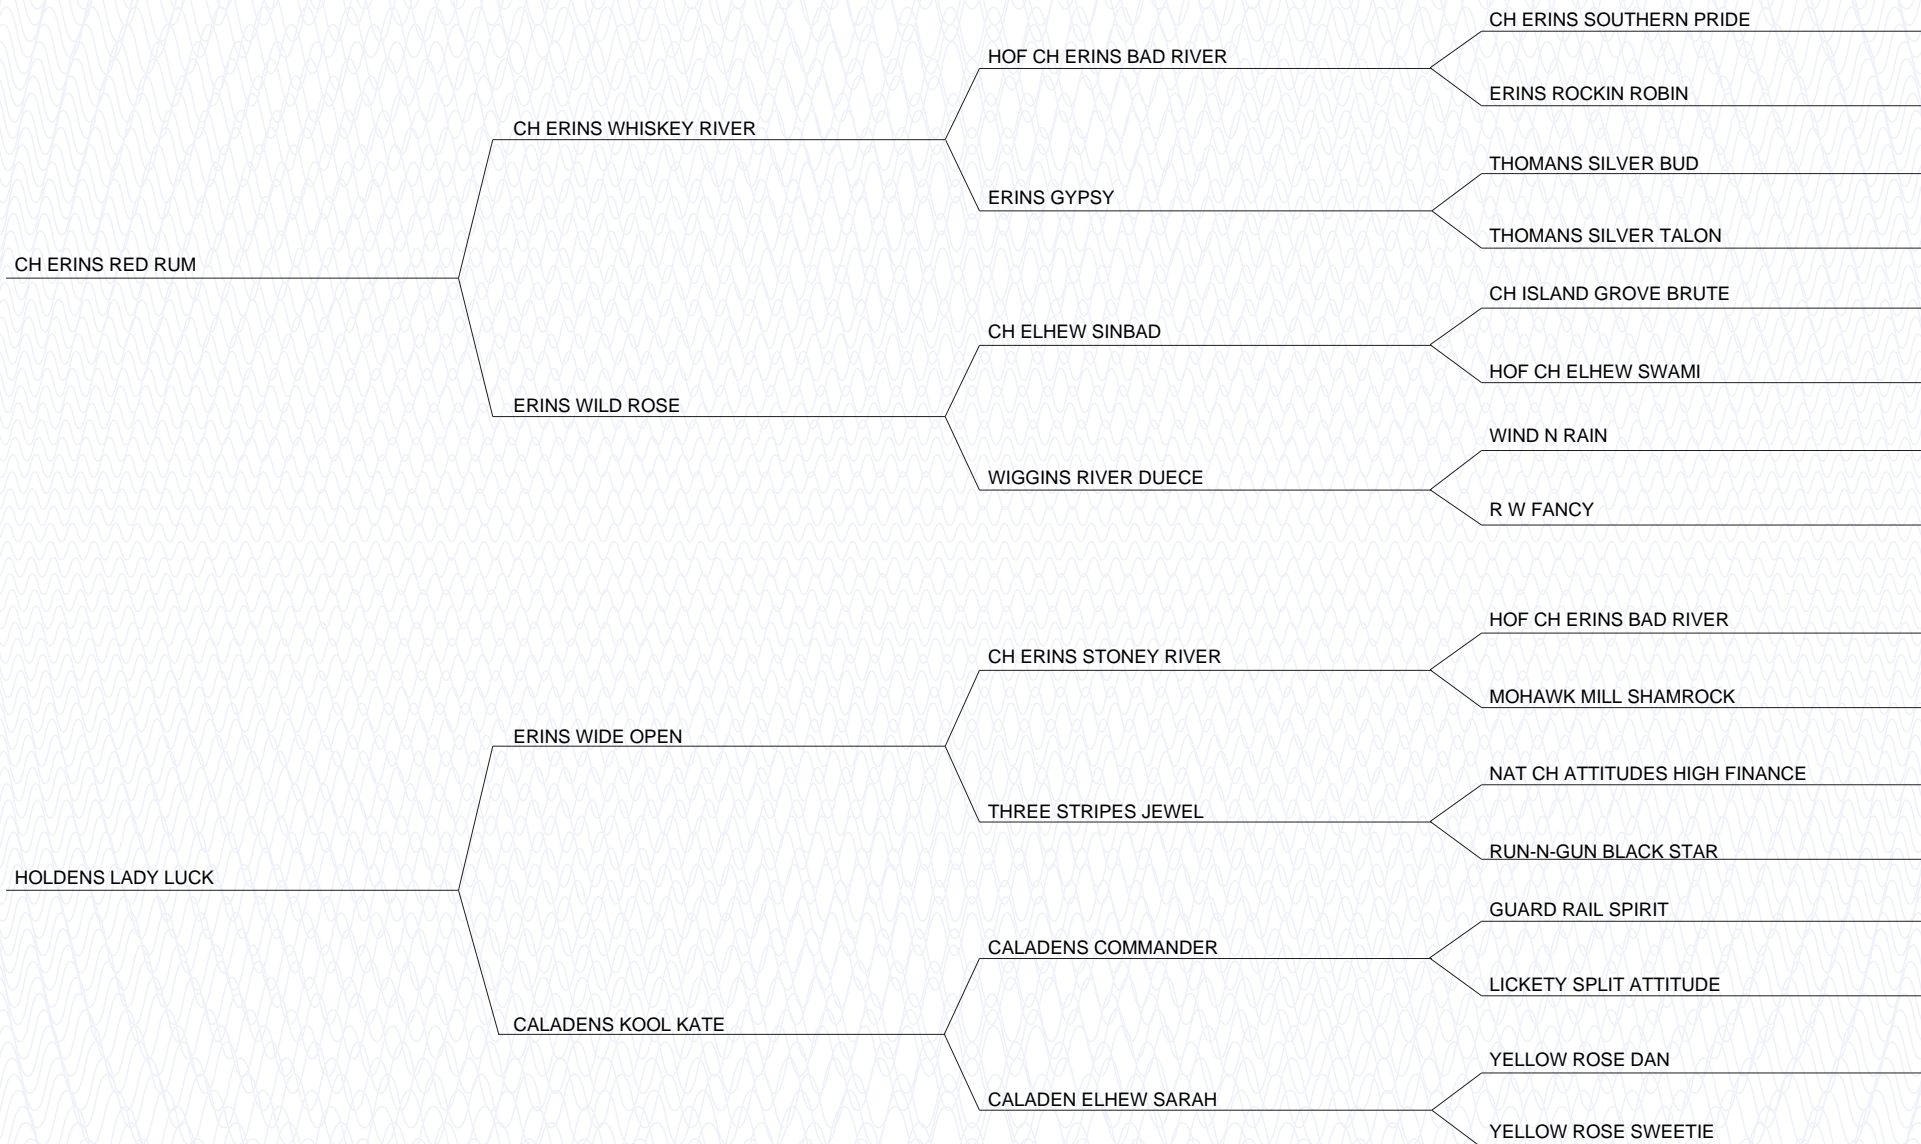 CH ERINS SOUTHERN PRIDE
HOF CH ERINS BAD RIVER
ERINS ROCKIN ROBIN
CH ERINS WHISKEY RIVER
THOMANS SILVER BUD
ERINS GYPSY
THOMANS SILVER TALON
CH ERINS RED RUM
CH ISLAND GROVE BRUTE
CH ELHEW SINBAD
HOF CH ELHEW SWAMI
ERINS WILD ROSE
WIND N RAIN
WIGGINS RIVER DUECE
R W FANCY
HOF CH ERINS BAD RIVER
CH ERINS STONEY RIVER
MOHAWK MILL SHAMROCK
ERINS WIDE OPEN
NAT CH ATTITUDES HIGH FINANCE
THREE STRIPES JEWEL
RUN-N-GUN BLACK STAR
HOLDENS LADY LUCK
GUARD RAIL SPIRIT
CALADENS COMMANDER
LICKETY SPLIT ATTITUDE
CALADENS KOOL KATE
YELLOW ROSE DAN
CALADEN ELHEW SARAH
YELLOW ROSE SWEETIE